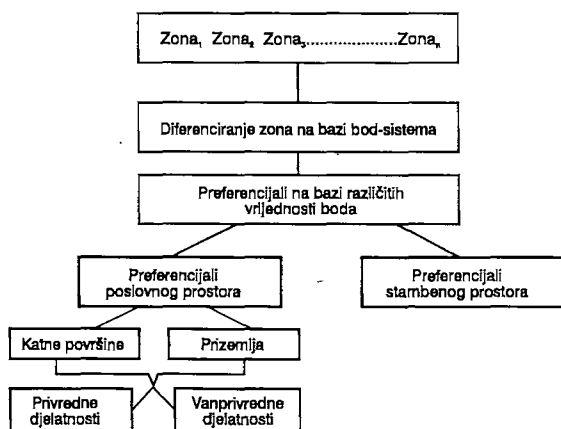 Zona₁ Zona₂ Zona₃.....................Zonaₙ
Diferenciranje zona na bazi bod-sistema
Preferencijali na bazi različitih
vrijednosti boda
Preferencijali
poslovnog prostora
Preferencijali
stambenog prostora
Katne površine
Prizemlja
Privredne
djelatnosti
Vanprivredne
djelatnosti